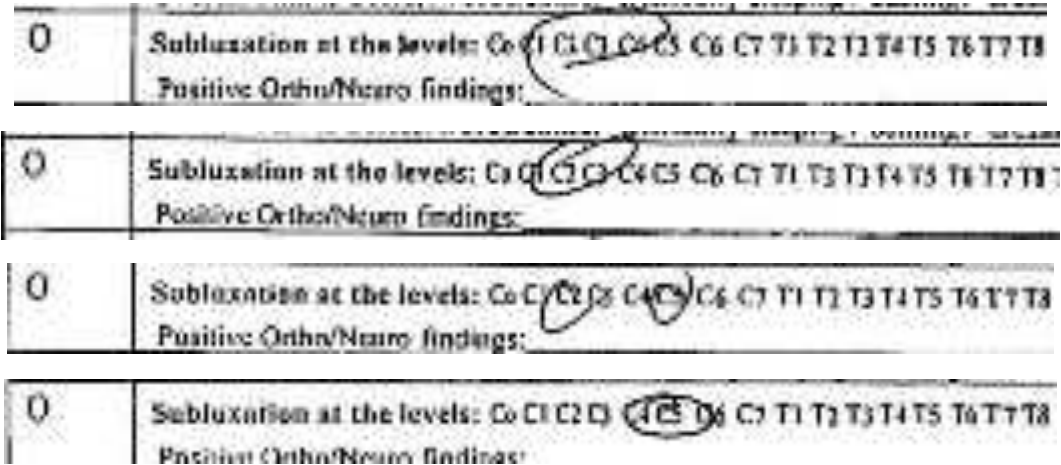 O Subluxation at the levels: Co C1 C2 C3 C4 C5 C6 C7 T1 T2 T3 T4 T5 T6 T7 T8
Positive Ortho/Neuro findings:
O Subluxation at the levels: Co C1 C2 C3 C4 C5 C6 C7 T1 T2 T3 T4 T5 T6 T7 T8
Positive Ortho/Neuro findings:
O Subluxation at the levels: Co C1 C2 C3 C4 C5 C6 C7 T1 T2 T3 T4 T5 T6 T7 T8
Positive Ortho/Neuro findings:
O Subluxation at the levels: Co C1 C2 C3 C4 C5 C6 C7 T1 T2 T3 T4 T5 T6 T7 T8
Positive Ortho/Neuro findings: